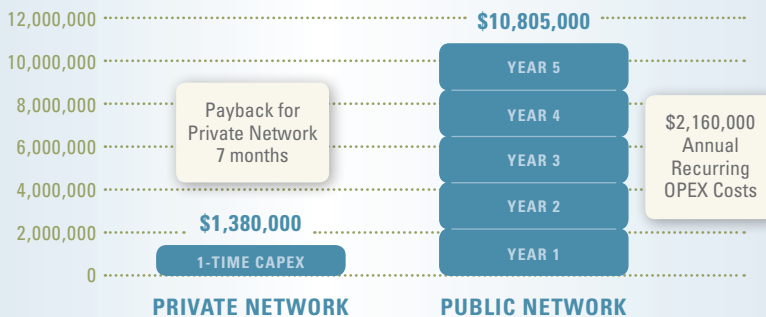 12,000,000
$10,805,000
10,000,000
YEAR 5
8,000,000
Payback for
Private Network
7 months
YEAR 4
$2,160,000
Annual
Recurring
OPEX Costs
6,000,000
YEAR 3
4,000,000
YEAR 2
2,000,000
$1,380,000
YEAR 1
1-TIME CAPEX
0
PRIVATE NETWORK
PUBLIC NETWORK